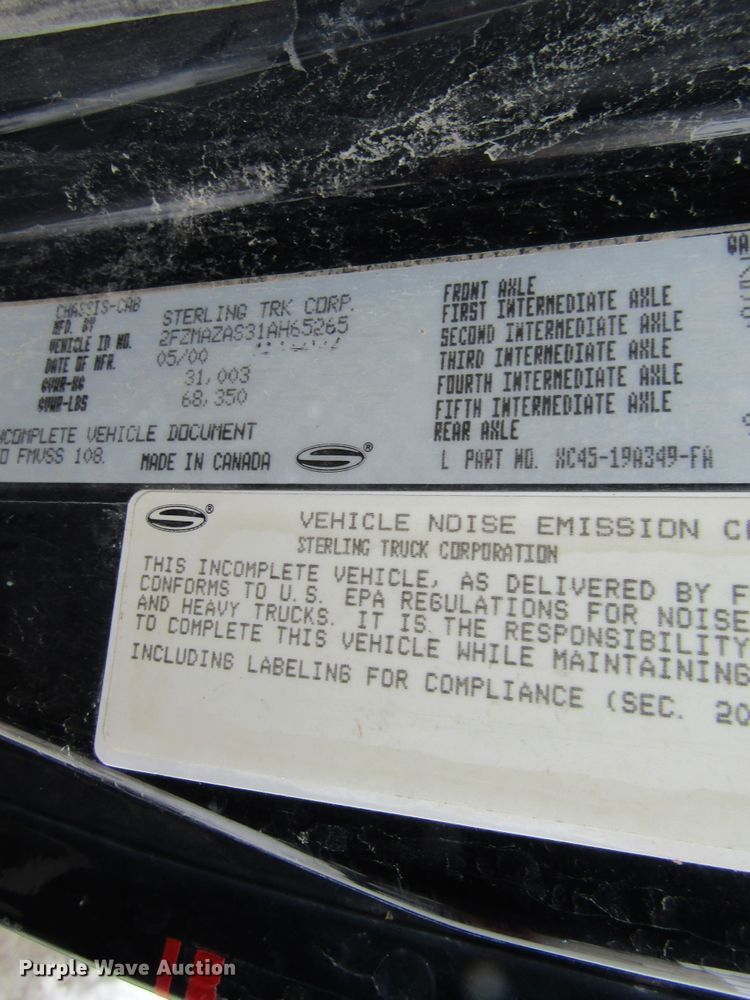 CHASSIS-CAB
MFD. BY STERLING TRK CORP.
VEHICLE ID NO. 2FZMAZAS31AH65265
DATE OF MFR. 05/00
GVWR-KG 31,003
GVWR-LBS 68,350
INCOMPLETE VEHICLE DOCUMENT
FMVSS 108. MADE IN CANADA S®
FRONT AXLE
FIRST INTERMEDIATE AXLE
SECOND INTERMEDIATE AXLE
THIRD INTERMEDIATE AXLE
FOURTH INTERMEDIATE AXLE
FIFTH INTERMEDIATE AXLE
REAR AXLE
L PART NO. XC45-19A349-FA
GA
S®
VEHICLE NOISE EMISSION
STERLING TRUCK CORPORATION
THIS INCOMPLETE VEHICLE, AS DELIVERED BY F
CONFORMS TO U.S. EPA REGULATIONS FOR NOISE
AND HEAVY TRUCKS. IT IS THE RESPONSIBILITY
TO COMPLETE THIS VEHICLE WHILE MAINTAINING
INCLUDING LABELING FOR COMPLIANCE (SEC. 20
Purple Wave Auction